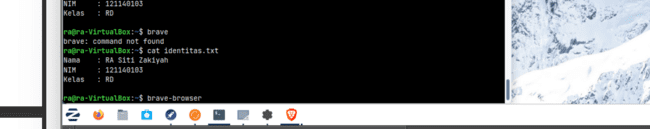 NIM     : 121140103
Kelas   : RD
ra@ra-VirtualBox:~$ brave
brave: command not found
ra@ra-VirtualBox:~$ cat identitas.txt
Nama    : RA Siti Zakiyah
NIM     : 121140103
Kelas   : RD
ra@ra-VirtualBox:~$ brave-browser